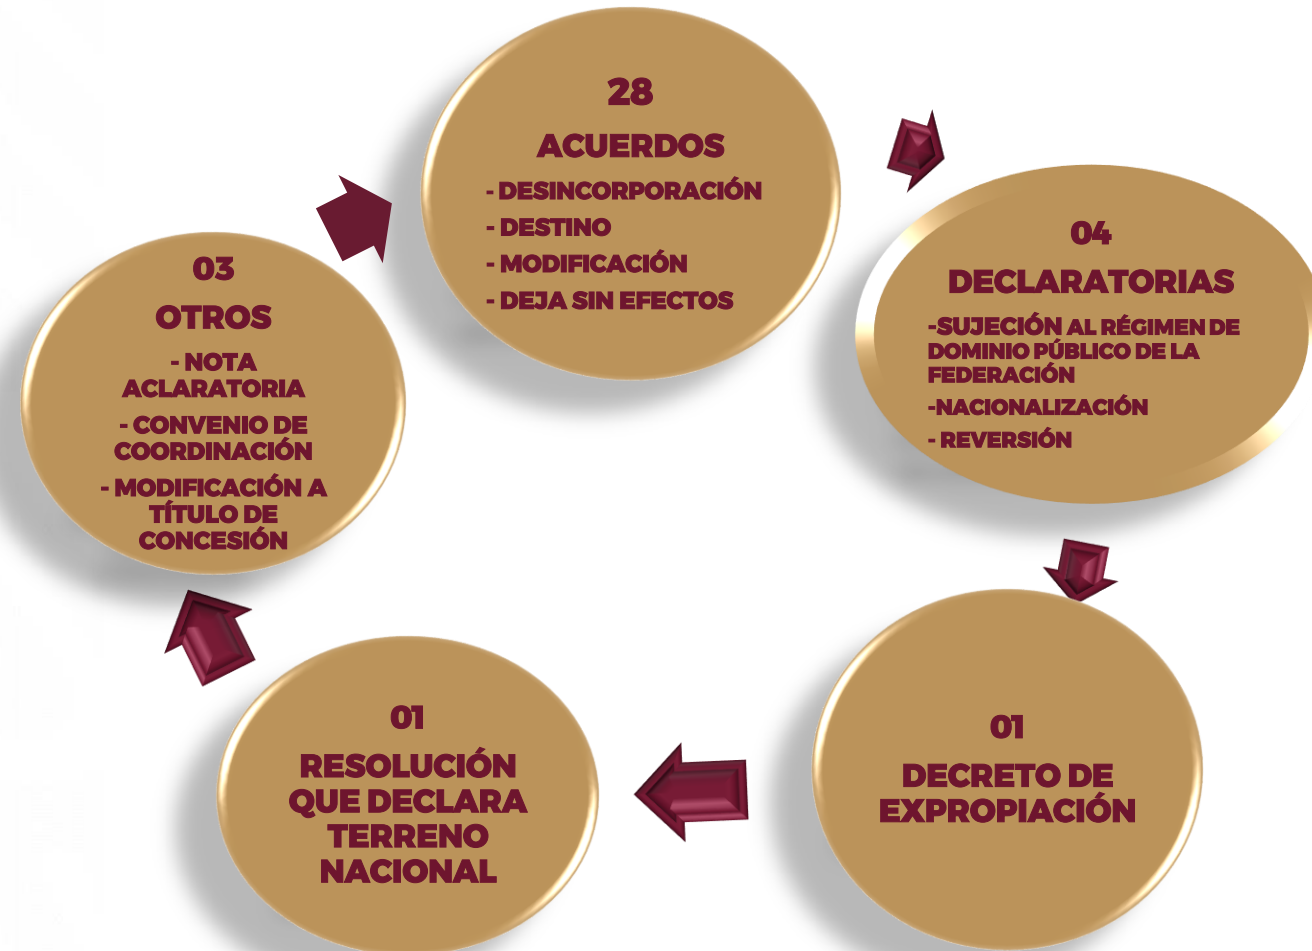 28
ACUERDOS
- DESINCORPORACIÓN
- DESTINO
- MODIFICACIÓN
- DEJA SIN EFECTOS
04
DECLARATORIAS
-SUJECIÓN AL RÉGIMEN DE
DOMINIO PÚBLICO DE LA
FEDERACIÓN
-NACIONALIZACIÓN
- REVERSIÓN
01
DECRETO DE
EXPROPIACIÓN
01
RESOLUCIÓN
QUE DECLARA
TERRENO
NACIONAL
03
OTROS
- NOTA
ACLARATORIA
- CONVENIO DE
COORDINACIÓN
- MODIFICACIÓN A
TÍTULO DE
CONCESIÓN